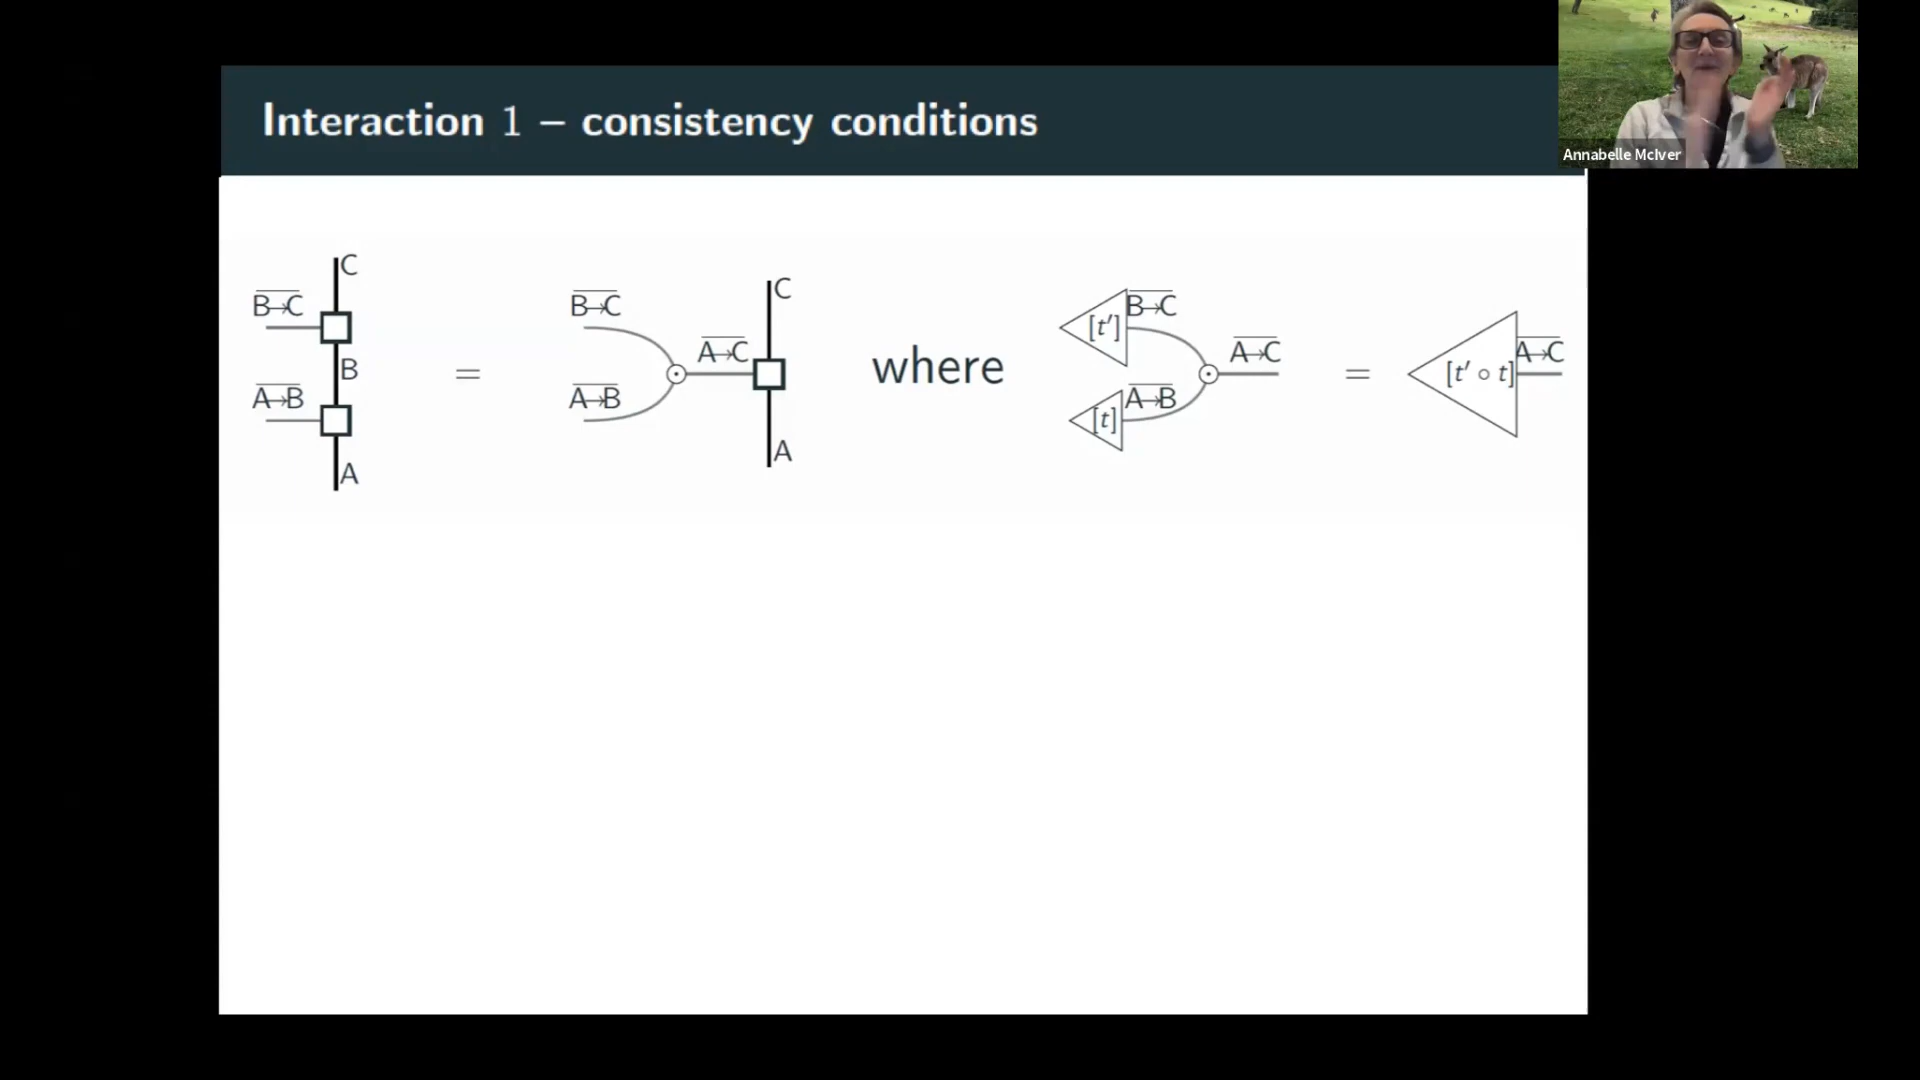 Interaction 1 – consistency conditions
Annabelle McIver
C
B→C
B
A→B
A
=
B→C
A→B
A→C
C
A
where
[t′]
B→C
[t]
A→B
A→C
=
[t′ ∘ t]
A→C